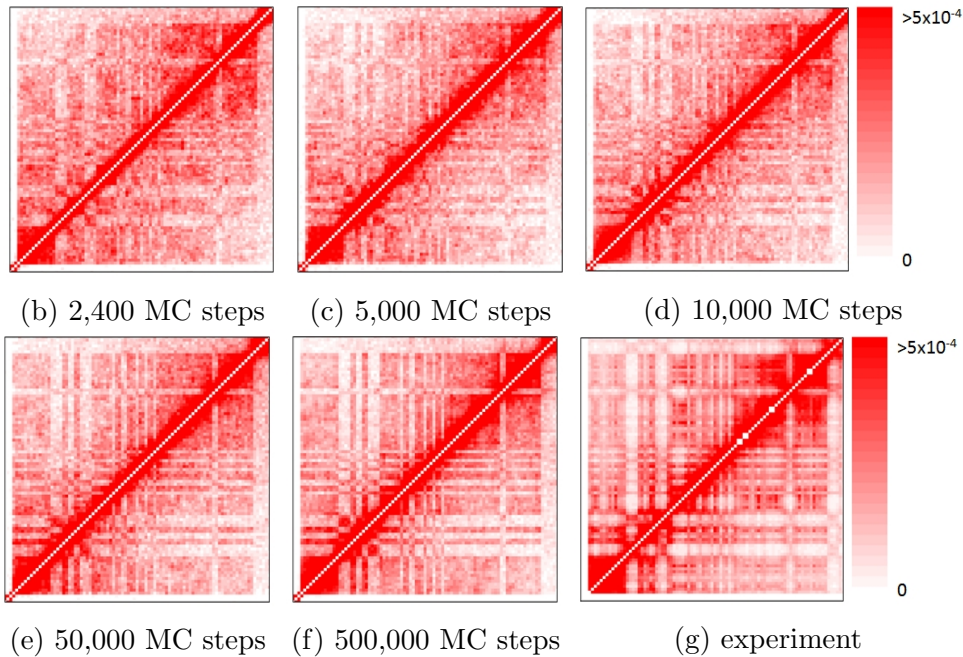 >5x10⁻⁴
0
(b) 2,400 MC steps
(c) 5,000 MC steps
(d) 10,000 MC steps
>5x10⁻⁴
0
(e) 50,000 MC steps
(f) 500,000 MC steps
(g) experiment